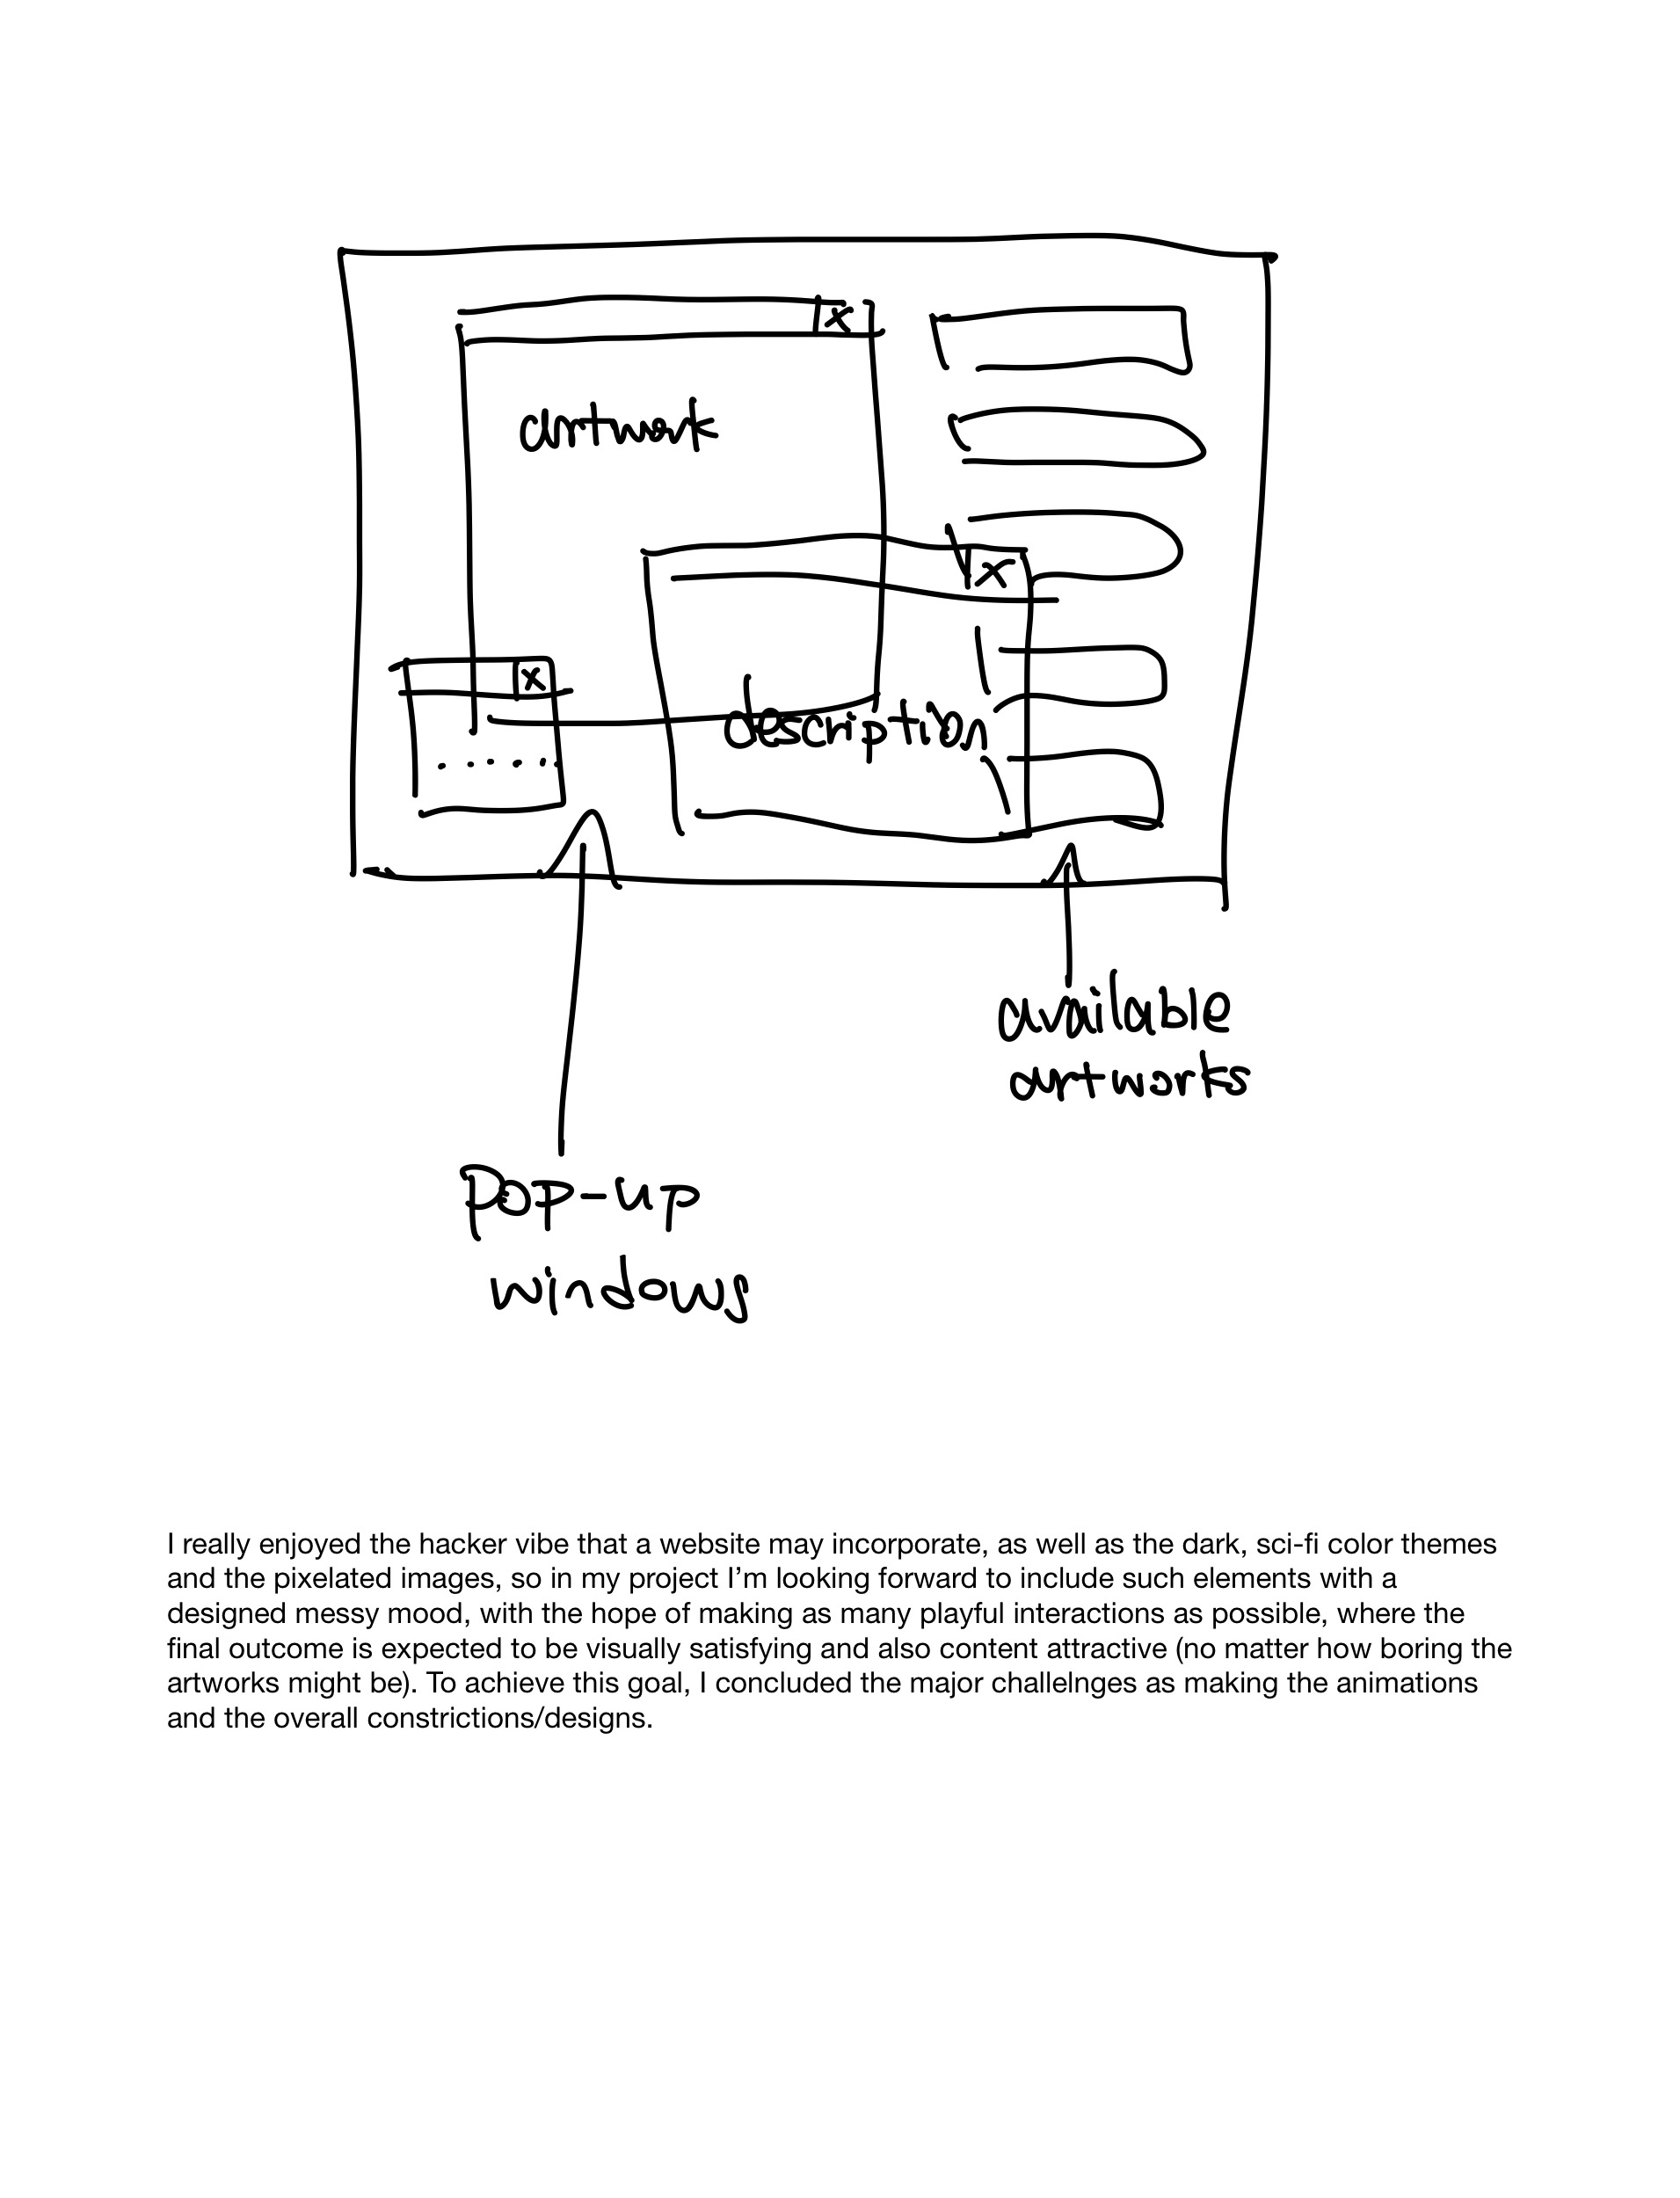 x
artwork
x
x
description
available
artworks
pop-up
windows
I really enjoyed the hacker vibe that a website may incorporate, as well as the dark, sci-fi color themes
and the pixelated images, so in my project I’m looking forward to include such elements with a
designed messy mood, with the hope of making as many playful interactions as possible, where the
final outcome is expected to be visually satisfying and also content attractive (no matter how boring the
artworks might be). To achieve this goal, I concluded the major challelnges as making the animations
and the overall constrictions/designs.